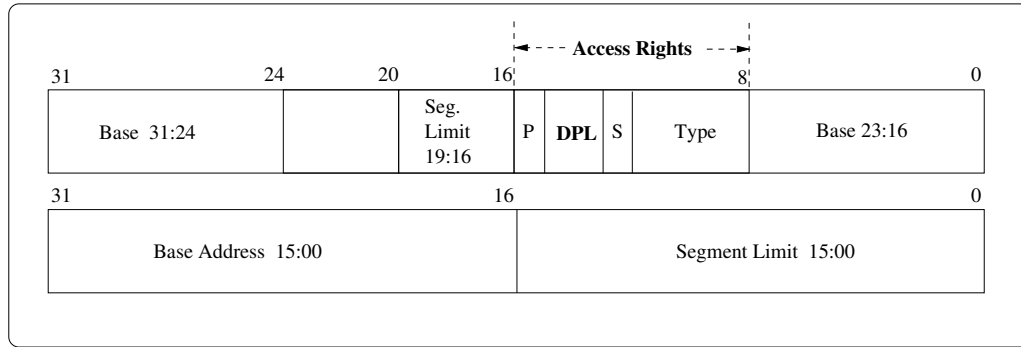 Access Rights
31 24 20 16 8 0
Base 31:24
Seg.
Limit
19:16
P
DPL
S
Type
Base 23:16
31 16 0
Base Address 15:00
Segment Limit 15:00